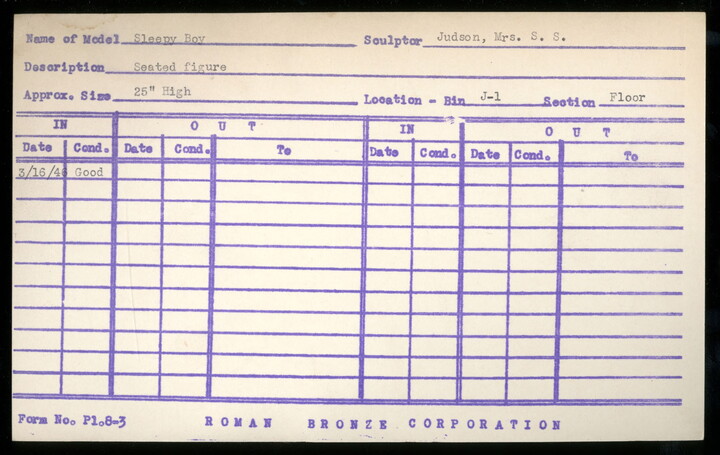 Name of Model Sleepy Boy Sculptor Judson, Mrs. S. S.
Description Seated figure
Approx. Size 25" High Location - Bin J-1 Section Floor
IN OUT IN OUT
Date Cond. Date Cond. To Date Cond. Date Cond. To
3/16/46 Good
Form No. P1.8-3 ROMAN BRONZE CORPORATION